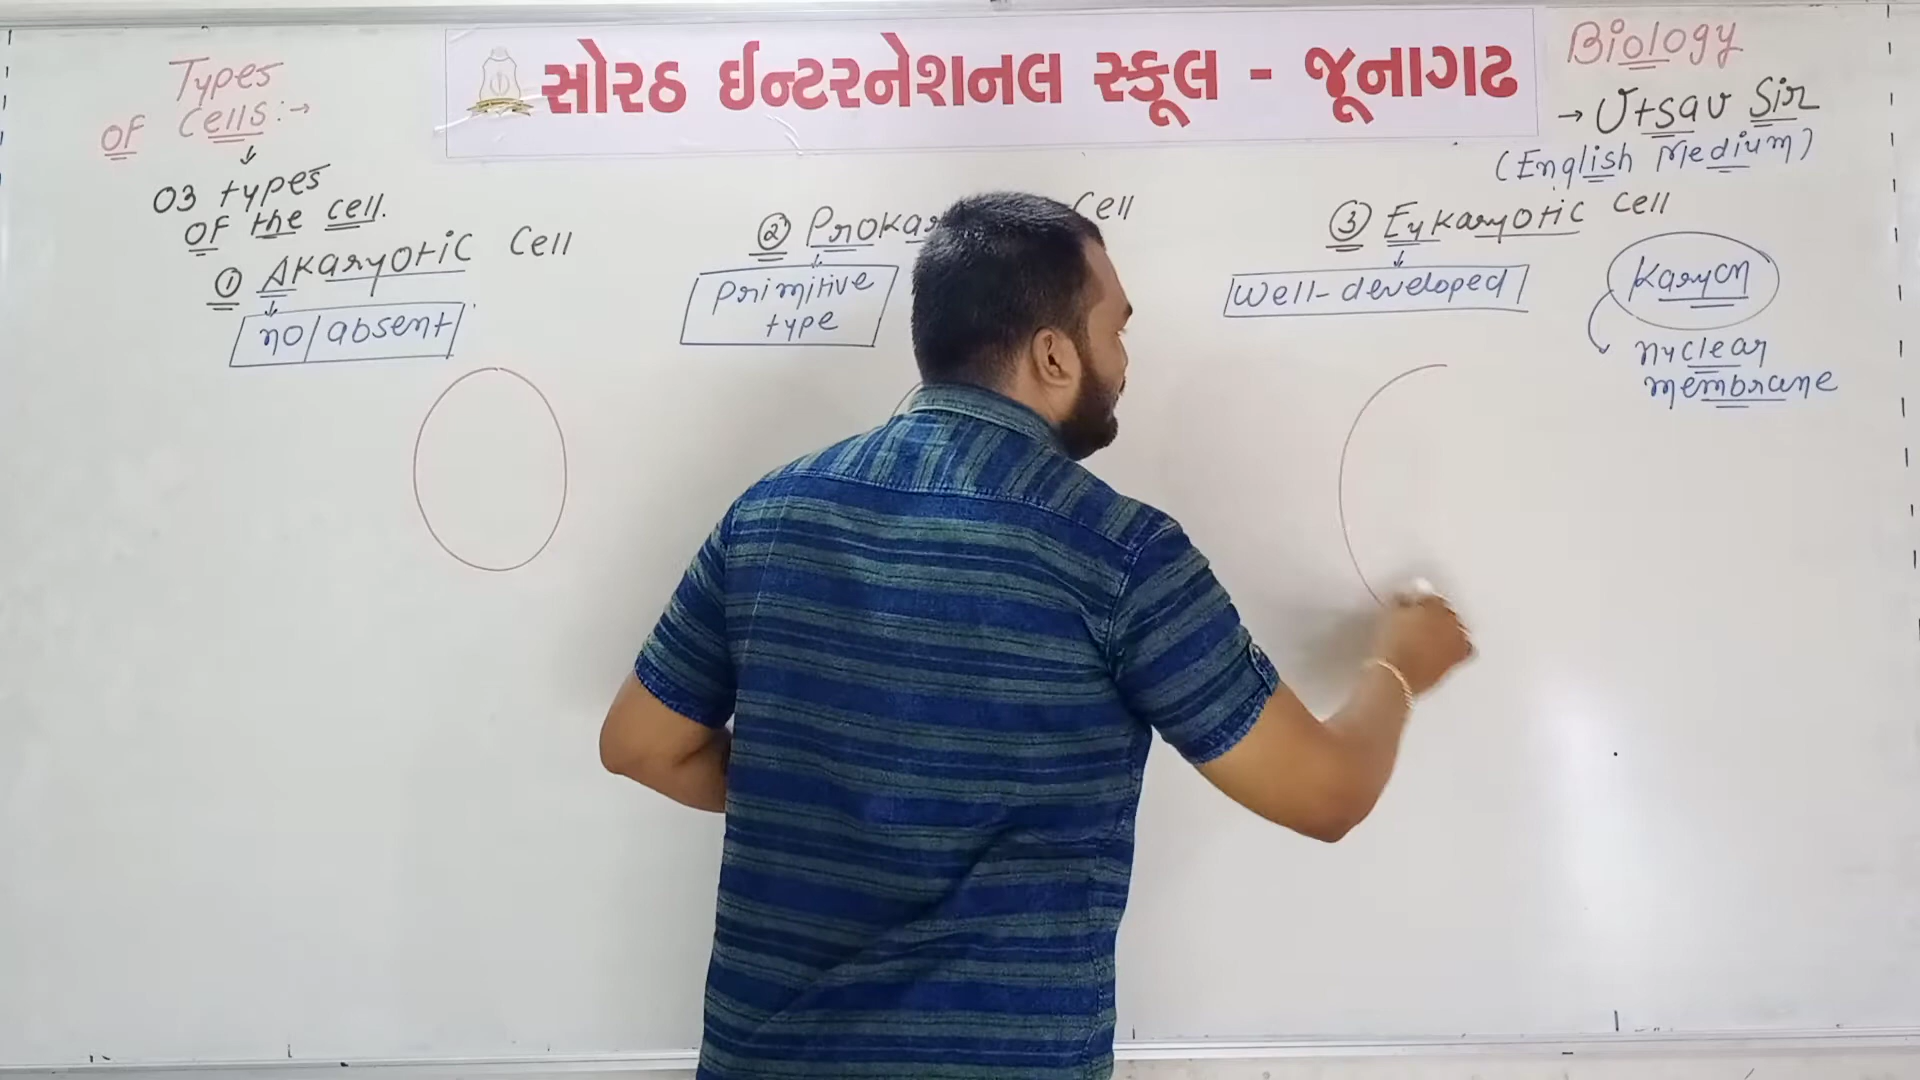 Types
OF Cells:→
03 types
OF the cell.
① Akaryotic Cell
no/absent
સોરઠ ઈન્ટરનેશનલ સ્કૂલ - જૂનાગઢ
② Proka Cell
Primitive
type
③ Eukaryotic Cell
Well-developed
Biology
→ Utsav Sir
(English Medium)
Karyon
nuclear
membrane